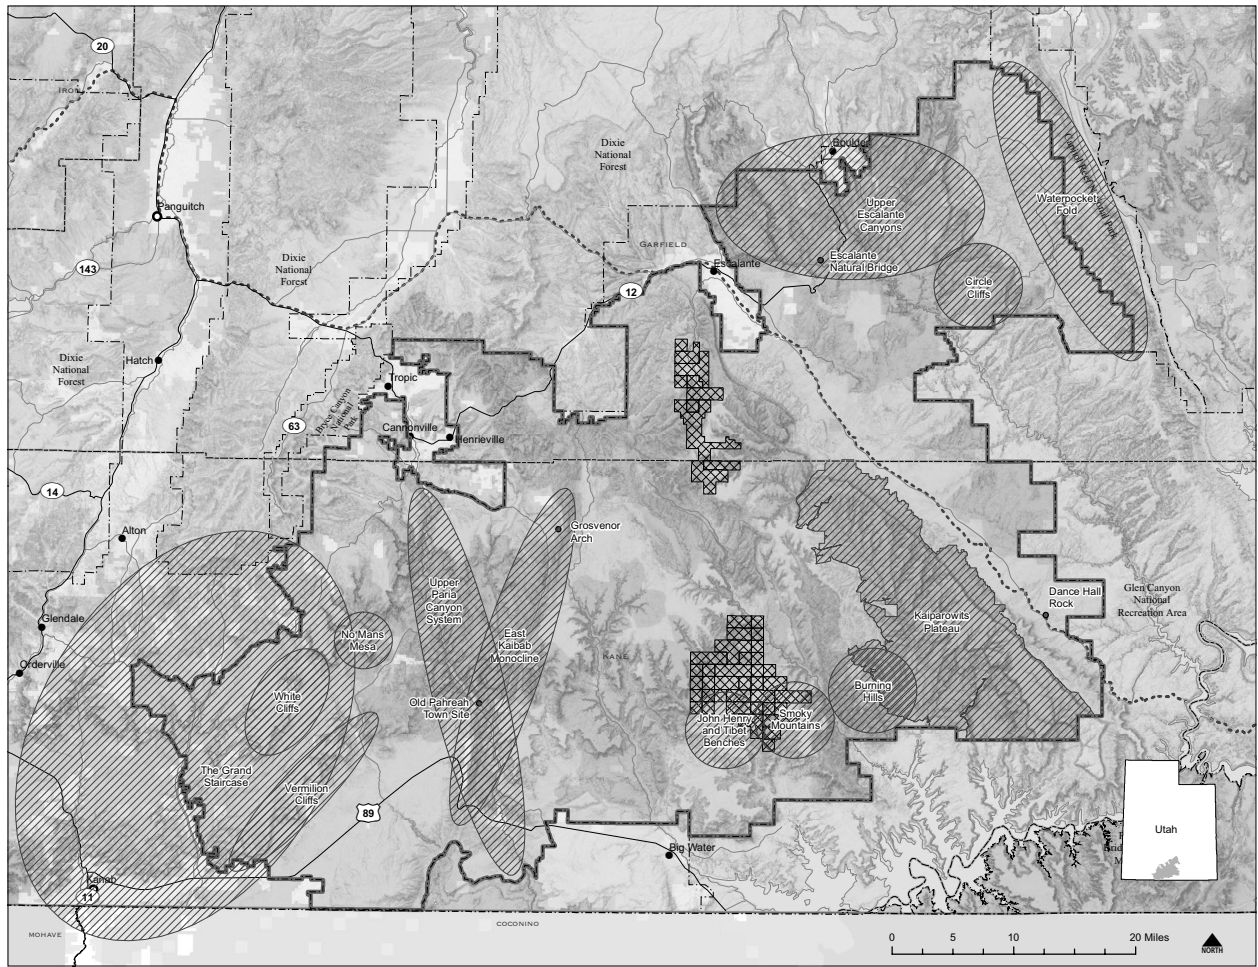 20
IRON
Dixie
National
Forest
Boulder
Capitol Reef National Park
Waterpocket
Fold
Panguitch
Upper
Escalante
Canyons
GARFIELD
143
Dixie
National
Forest
Escalante
Escalante
Natural Bridge
Circle
Cliffs
12
Dixie
National
Forest
Hatch
Tropic
Bryce Canyon
National
Park
63
Cannonville
Henrieville
14
Alton
Grosvenor
Arch
Upper
Paria
Canyon
System
Dance Hall
Rock
Glen Canyon
National
Recreation Area
Glendale
No Mans
Mesa
East
Kaibab
Monocline
Kaiparowits
Plateau
KANE
Orderville
White
Cliffs
Old Pahreah
Town Site
Burning
Hills
John Henry
and Tibet
Benches
Smoky
Mountains
The Grand
Staircase
Vermilion
Cliffs
89
Utah
Big Water
Kanab
11
MOHAVE
COCONINO
0 5 10 20 Miles
NORTH